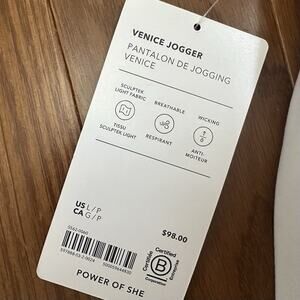 VENICE JOGGER
PANTALON DE JOGGING
VENICE
SCULPTEK
LIGHT FABRIC
BREATHABLE
WICKING
TISSU
SCULPTEK LIGHT
RESPIRANT
ANTI-
MOITEUR
US L / P
CA G / P
$98.00
POWER OF SHE
Certified
B
Corporation